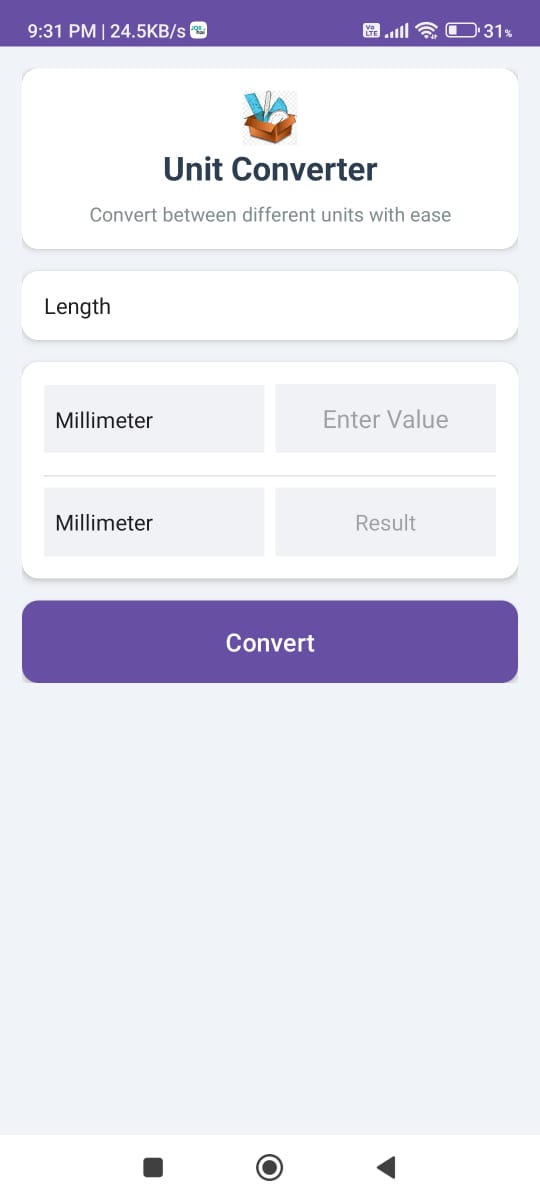 9:31 PM | 24.5KB/s
Vo LTE
31%
Unit Converter
Convert between different units with ease
Length
Millimeter
Enter Value
Millimeter
Result
Convert